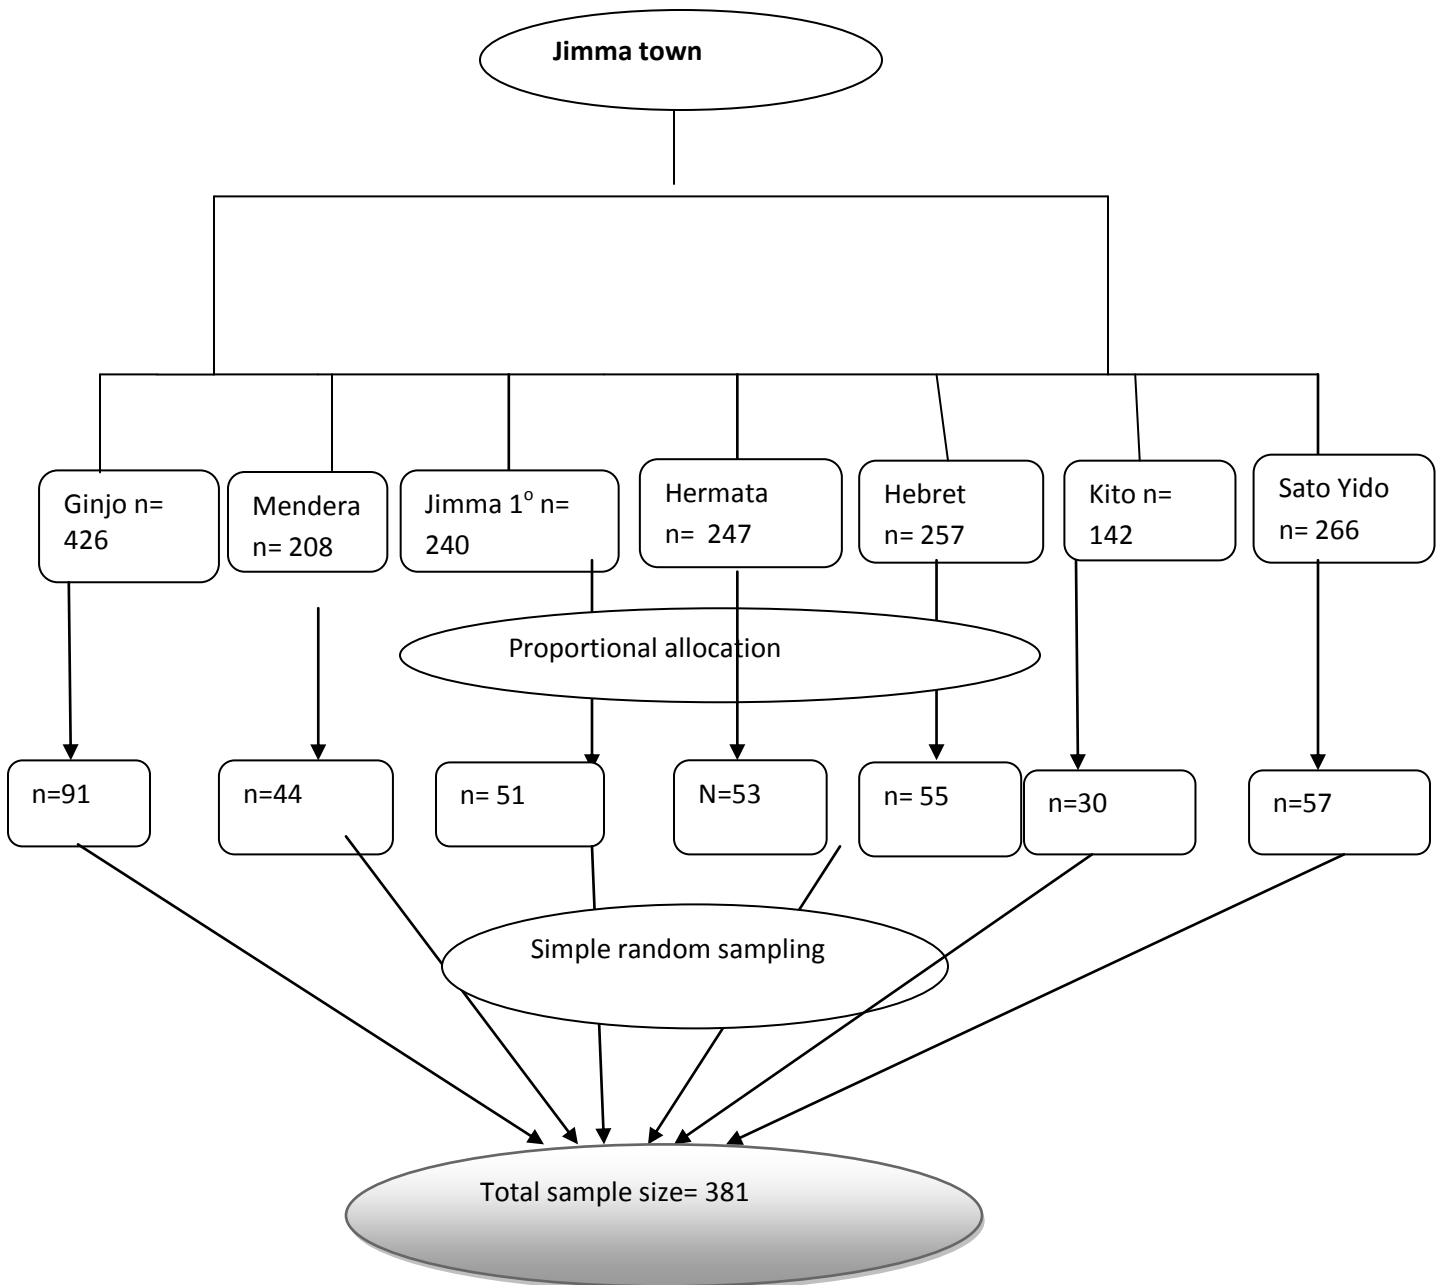 Jimma town
Ginjo n=
426
Mendera
n= 208
Jimma 1º n=
240
Hermata
n=  247
Hebret
n= 257
Kito n=
142
Sato Yido
n= 266
Proportional allocation
n=91
n=44
n= 51
N=53
n= 55
n=30
n=57
Simple random sampling
Total sample size= 381